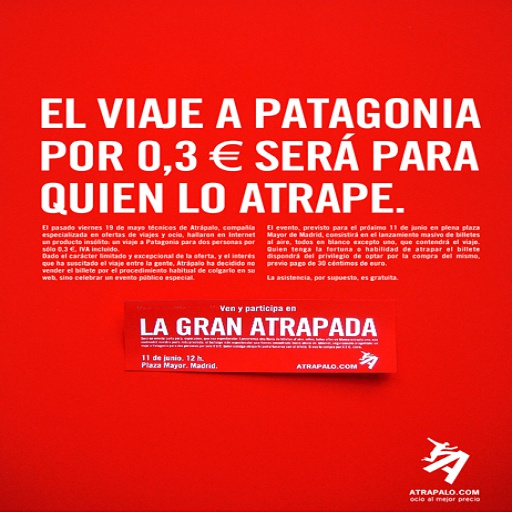 EL VIAJE A PATAGONIA
POR 0,3 € SERÁ PARA
QUIEN LO ATRAPE.
El pasado viernes 19 de mayo técnicos de Atrápalo, compañía
especializada en ofertas de viajes y ocio, hallaron en Internet
un producto insólito: un viaje a Patagonia para dos personas por
sólo 0,3 €, IVA incluido.
Dado el carácter limitado y excepcional de la oferta, y el interés
que ha suscitado el viaje entre la gente, Atrápalo ha decidido no
vender el billete por el procedimiento habitual de colgarlo en su
web, sino celebrar un evento público especial.
El evento, previsto para el próximo 11 de junio en plena plaza
Mayor de Madrid, consistirá en el lanzamiento masivo de billetes
al aire, todos en blanco excepto uno, que contendrá el viaje.
Quien tenga la fortuna o habilidad de atrapar el billete
dispondrá del privilegio de optar por la compra del mismo,
previo pago de 30 céntimos de euro.
La asistencia, por supuesto, es gratuita.
Ven y participa en
LA GRAN ATRAPADA
11 de junio. 12 h.
Plaza Mayor. Madrid.
ATRAPALO.COM
ATRAPALO.COM
ocio al mejor precio